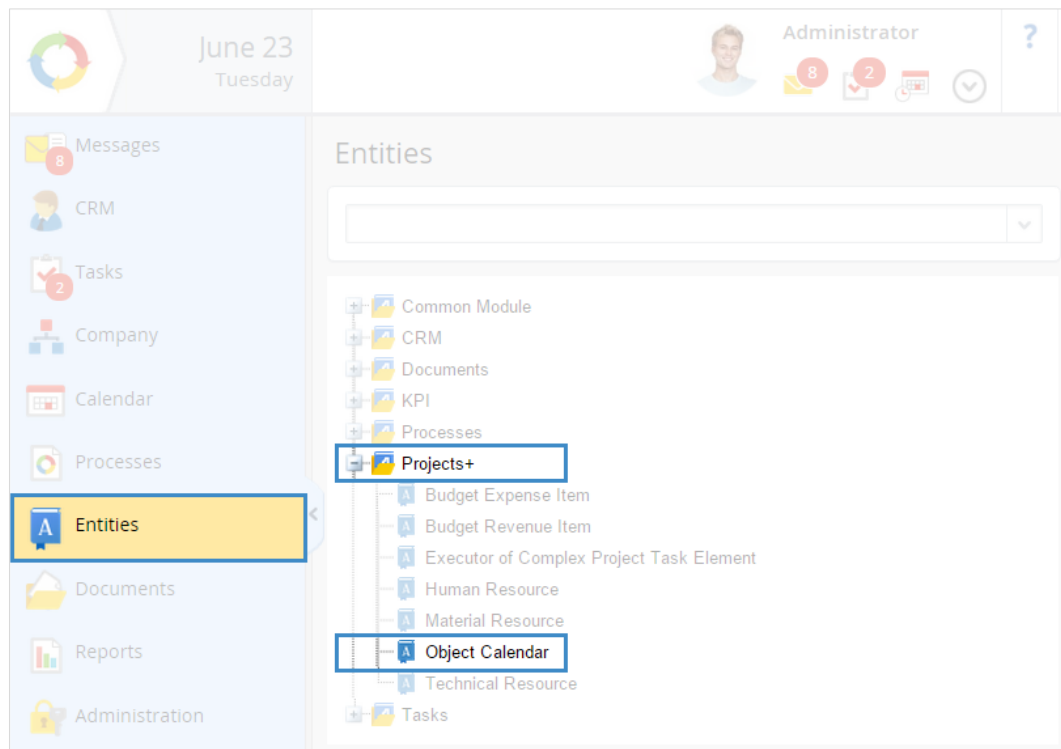 June 23
Tuesday
Administrator
?
8
2
Messages
8
CRM
Tasks
2
Company
Calendar
Processes
Entities
Documents
Reports
Administration
Entities
Common Module
CRM
Documents
KPI
Processes
Projects+
Budget Expense Item
Budget Revenue Item
Executor of Complex Project Task Element
Human Resource
Material Resource
Object Calendar
Technical Resource
Tasks